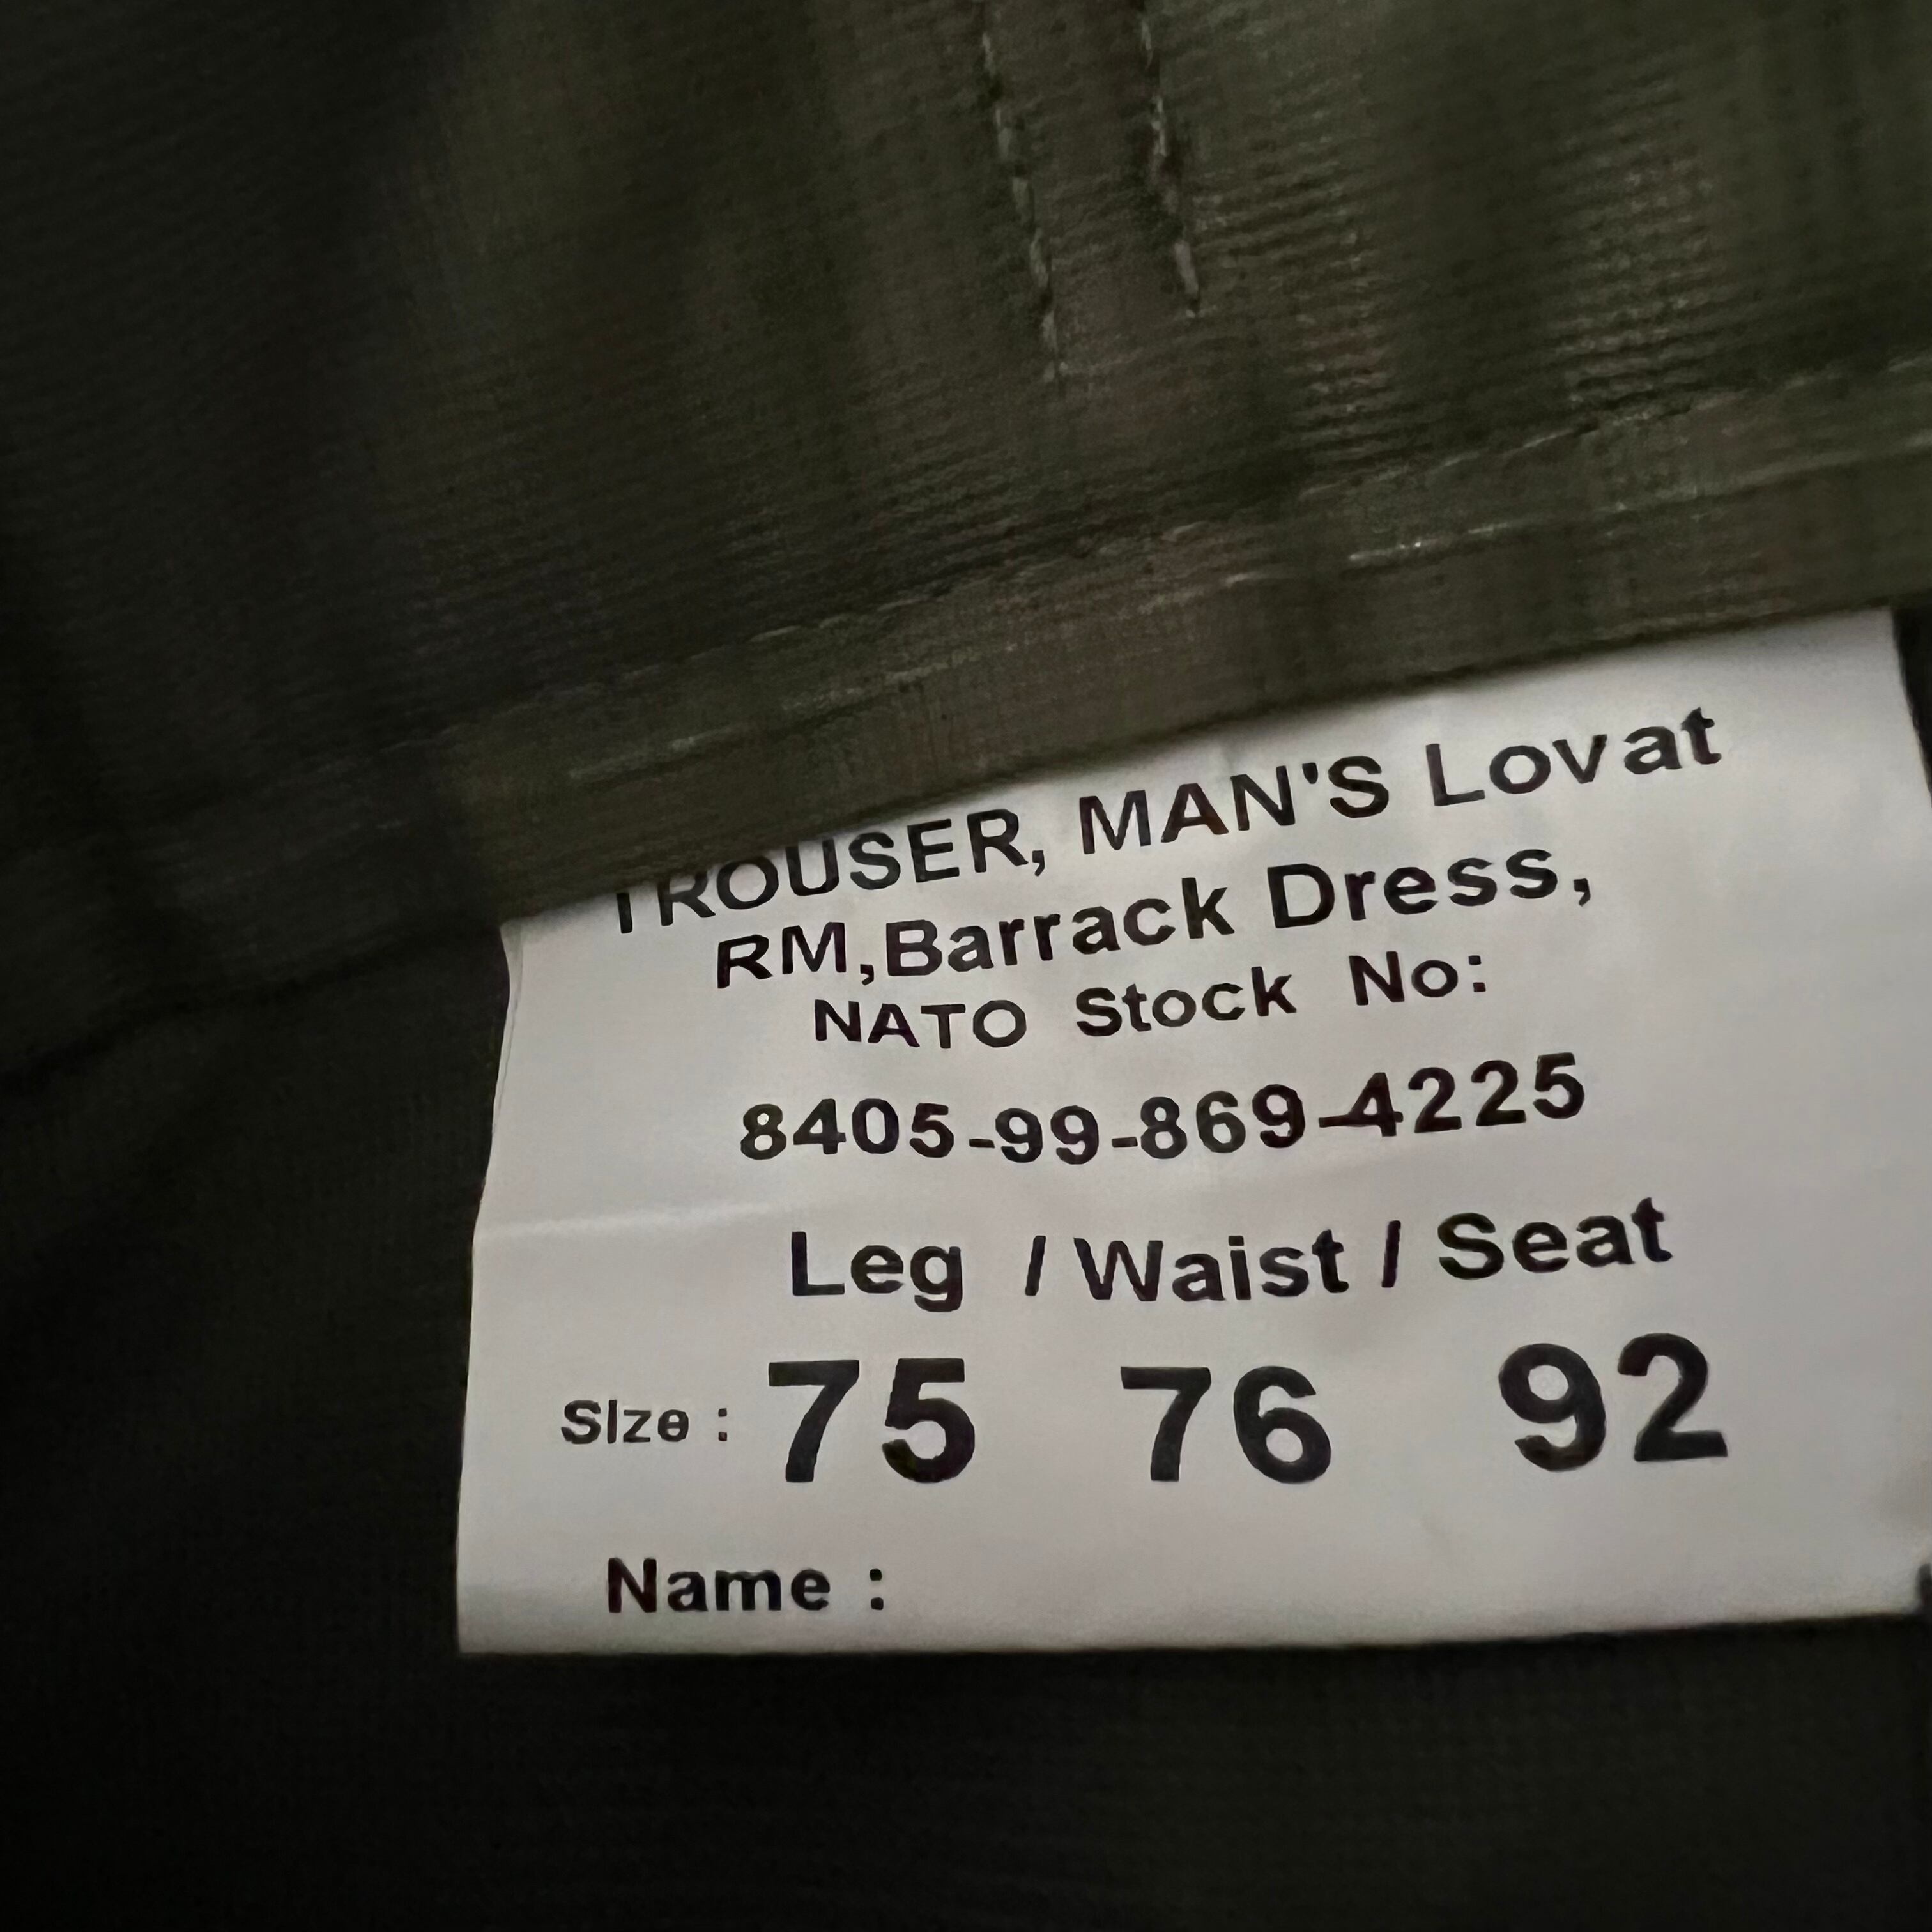 TROUSER, MAN'S Lovat
RM,Barrack Dress,
NATO Stock No:
8405-99-869-4225
Leg / Waist / Seat
Size : 75 76 92
Name :